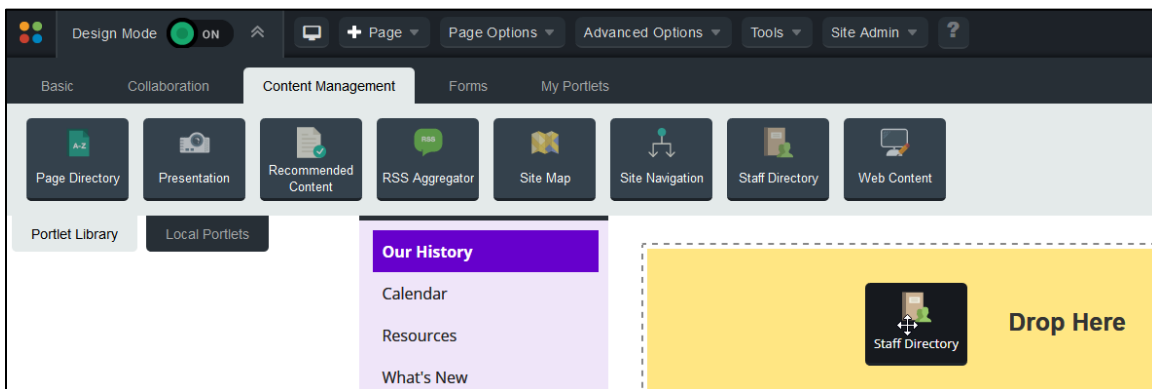 Design Mode ON Page Page Options Advanced Options Tools Site Admin ?
Basic Collaboration Content Management Forms My Portlets
A-Z
Page Directory
Presentation
Recommended
Content
RSS
RSS Aggregator
Site Map
Site Navigation
Staff Directory
Web Content
Portlet Library Local Portlets
Our History
Calendar
Resources
What's New
Staff Directory
Drop Here